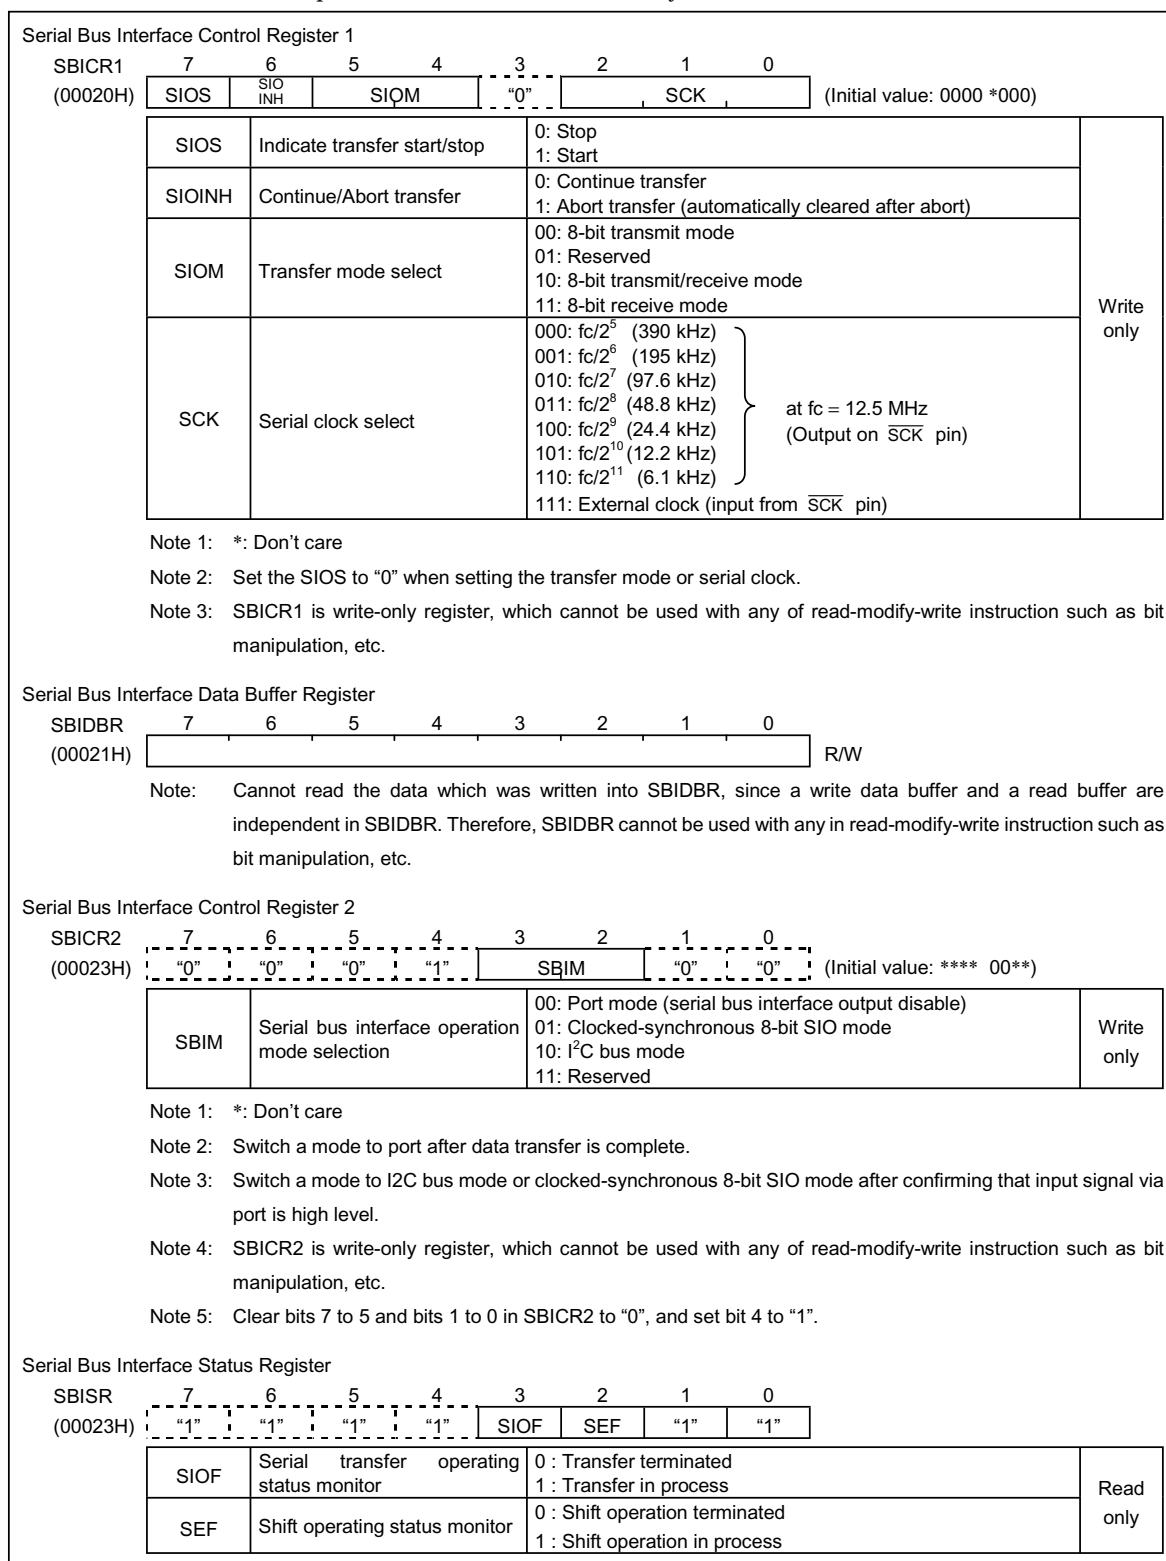 Serial Bus Interface Control Register 1
SBICR1 7 6 5 4 3 2 1 0
(00020H) SIOS SIO INH SIOM “0” SCK (Initial value: 0000 *000)
SIOS Indicate transfer start/stop 0: Stop
1: Start
SIOINH Continue/Abort transfer 0: Continue transfer
1: Abort transfer (automatically cleared after abort)
SIOM Transfer mode select 00: 8-bit transmit mode
01: Reserved
10: 8-bit transmit/receive mode
11: 8-bit receive mode
Write only
SCK Serial clock select 000: fc/2⁵ (390 kHz)
001: fc/2⁶ (195 kHz)
010: fc/2⁷ (97.6 kHz)
011: fc/2⁸ (48.8 kHz)
100: fc/2⁹ (24.4 kHz)
101: fc/2¹⁰ (12.2 kHz)
110: fc/2¹¹ (6.1 kHz)
at fc = 12.5 MHz
(Output on S̅C̅K̅ pin)
111: External clock (input from S̅C̅K̅ pin)
Note 1: *: Don’t care
Note 2: Set the SIOS to “0” when setting the transfer mode or serial clock.
Note 3: SBICR1 is write-only register, which cannot be used with any of read-modify-write instruction such as bit
manipulation, etc.
Serial Bus Interface Data Buffer Register
SBIDBR 7 6 5 4 3 2 1 0
(00021H) R/W
Note: Cannot read the data which was written into SBIDBR, since a write data buffer and a read buffer are
independent in SBIDBR. Therefore, SBIDBR cannot be used with any in read-modify-write instruction such as
bit manipulation, etc.
Serial Bus Interface Control Register 2
SBICR2 7 6 5 4 3 2 1 0
(00023H) “0” “0” “0” “1” SBIM “0” “0” (Initial value: **** 00**)
SBIM Serial bus interface operation mode selection 00: Port mode (serial bus interface output disable)
01: Clocked-synchronous 8-bit SIO mode
10: I²C bus mode
11: Reserved
Write only
Note 1: *: Don’t care
Note 2: Switch a mode to port after data transfer is complete.
Note 3: Switch a mode to I2C bus mode or clocked-synchronous 8-bit SIO mode after confirming that input signal via
port is high level.
Note 4: SBICR2 is write-only register, which cannot be used with any of read-modify-write instruction such as bit
manipulation, etc.
Note 5: Clear bits 7 to 5 and bits 1 to 0 in SBICR2 to “0”, and set bit 4 to “1”.
Serial Bus Interface Status Register
SBISR 7 6 5 4 3 2 1 0
(00023H) “1” “1” “1” “1” SIOF SEF “1” “1”
SIOF Serial transfer operating status monitor 0 : Transfer terminated
1 : Transfer in process
Read only
SEF Shift operating status monitor 0 : Shift operation terminated
1 : Shift operation in process